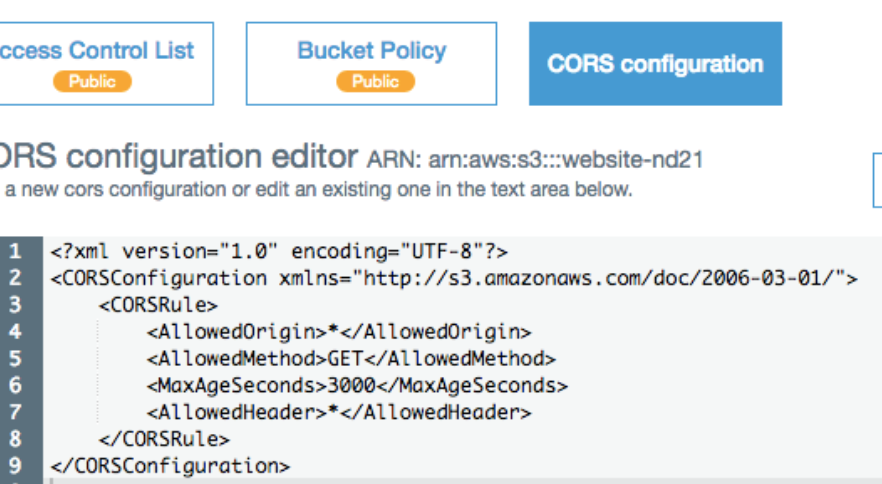 ccess Control List
Public
Bucket Policy
Public
CORS configuration
ORS configuration editor ARN: arn:aws:s3:::website-nd21
a new cors configuration or edit an existing one in the text area below.
1 <?xml version="1.0" encoding="UTF-8"?>
2 <CORSConfiguration xmlns="http://s3.amazonaws.com/doc/2006-03-01/">
3 <CORSRule>
4 <AllowedOrigin>*</AllowedOrigin>
5 <AllowedMethod>GET</AllowedMethod>
6 <MaxAgeSeconds>3000</MaxAgeSeconds>
7 <AllowedHeader>*</AllowedHeader>
8 </CORSRule>
9 </CORSConfiguration>